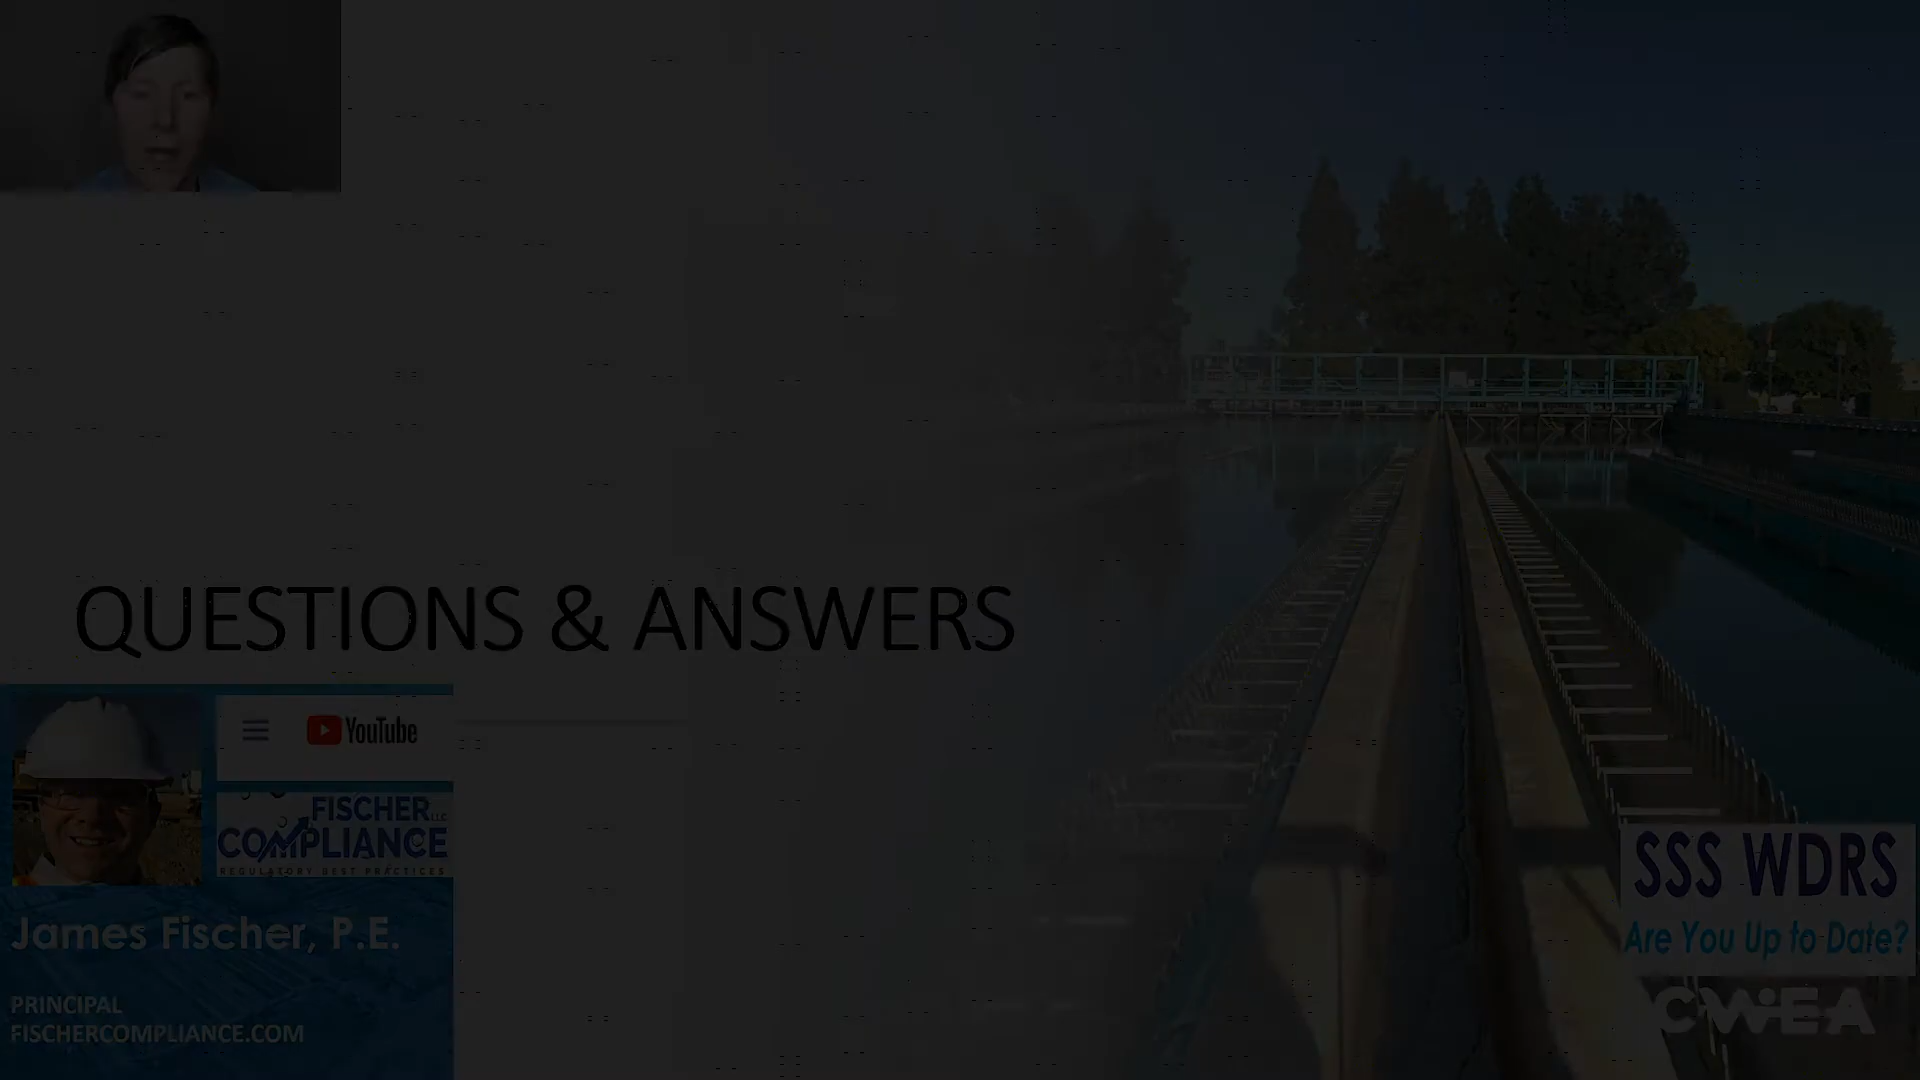 QUESTIONS & ANSWERS
YouTube
FISCHER LLC
COMPLIANCE
REGULATORY BEST PRACTICES
James Fischer, P.E.
PRINCIPAL
FISCHERCOMPLIANCE.COM
SSS WDRS
Are You Up to Date?
CWEA